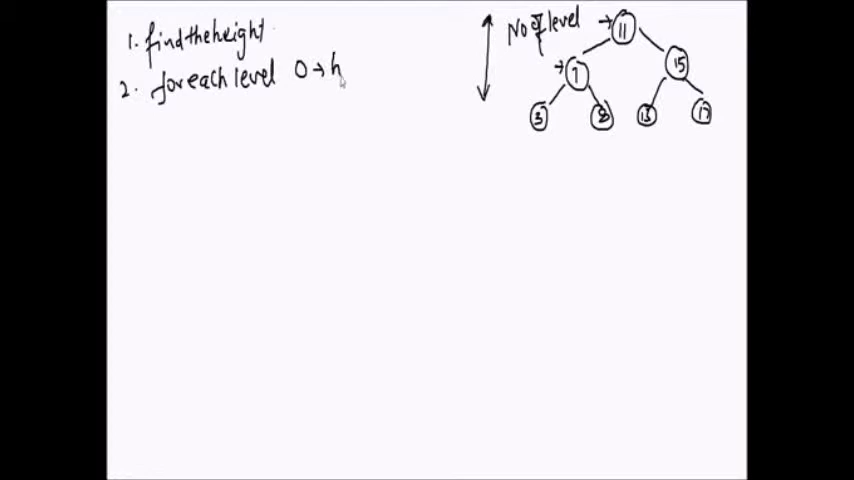 1. find the height
2. for each level 0 → h
No of level
11
7 15
3 8 13 17